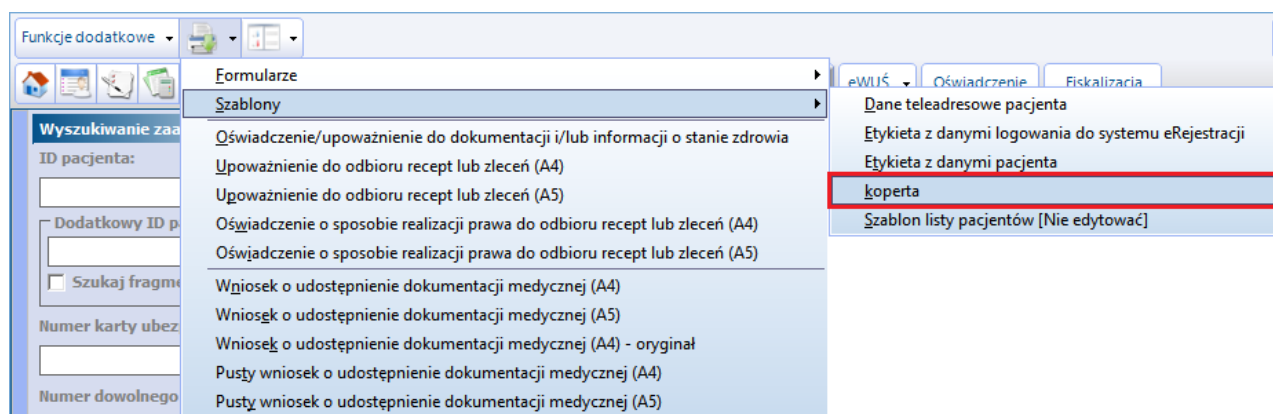 Funkcje dodatkowe
Formularze
Szablony
Oświadczenie/upoważnienie do dokumentacji i/lub informacji o stanie zdrowia
Upoważnienie do odbioru recept lub zleceń (A4)
Upoważnienie do odbioru recept lub zleceń (A5)
Oświadczenie o sposobie realizacji prawa do odbioru recept lub zleceń (A4)
Oświadczenie o sposobie realizacji prawa do odbioru recept lub zleceń (A5)
Wniosek o udostępnienie dokumentacji medycznej (A4)
Wniosek o udostępnienie dokumentacji medycznej (A5)
Wniosek o udostępnienie dokumentacji medycznej (A4) - oryginał
Pusty wniosek o udostępnienie dokumentacji medycznej (A4)
Pusty wniosek o udostępnienie dokumentacji medycznej (A5)
eWUŚ
Oświadczenie
Fiskalizacja
Dane teleadresowe pacjenta
Etykieta z danymi logowania do systemu eRejestracji
Etykieta z danymi pacjenta
koperta
Szablon listy pacjentów [Nie edytować]
Wyszukiwanie zaa
ID pacjenta:
Dodatkowy ID p
Szukaj fragme
Numer karty ubez
Numer dowolnego